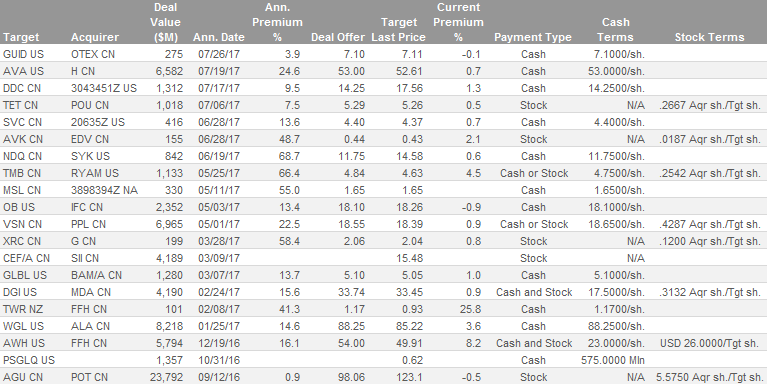 Deal Ann. Current
Value Premium Target Premium Cash
Target Acquirer ($M) Ann. Date % Deal Offer Last Price % Payment Type Terms Stock Terms
GUID US OTEX CN 275 07/26/17 3.9 7.10 7.11 -0.1 Cash 7.1000/sh.
AVA US H CN 6,582 07/19/17 24.6 53.00 52.61 0.7 Cash 53.0000/sh.
DDC CN 3043451Z US 1,312 07/17/17 9.5 14.25 17.56 1.3 Cash 14.2500/sh.
TET CN POU CN 1,018 07/06/17 7.5 5.29 5.26 0.5 Stock N/A .2667 Aqr sh./Tgt sh.
SVC CN 20635Z US 416 06/28/17 13.6 4.40 4.37 0.7 Cash 4.4000/sh.
AVK CN EDV CN 155 06/28/17 48.7 0.44 0.43 2.1 Stock N/A .0187 Aqr sh./Tgt sh.
NDQ CN SYK US 842 06/19/17 68.7 11.75 14.58 0.6 Cash 11.7500/sh.
TMB CN RYAM US 1,133 05/25/17 66.4 4.84 4.63 4.5 Cash or Stock 4.7500/sh. .2542 Aqr sh./Tgt sh.
MSL CN 3898394Z NA 330 05/11/17 55.0 1.65 1.65 Cash 1.6500/sh.
OB US IFC CN 2,352 05/03/17 13.4 18.10 18.26 -0.9 Cash 18.1000/sh.
VSN CN PPL CN 6,965 05/01/17 22.5 18.55 18.39 0.9 Cash or Stock 18.6500/sh. .4287 Aqr sh./Tgt sh.
XRC CN G CN 199 03/28/17 58.4 2.06 2.04 0.8 Stock N/A .1200 Aqr sh./Tgt sh.
CEF/A CN SII CN 4,189 03/09/17 15.48 Stock N/A
GLBL US BAM/A CN 1,280 03/07/17 13.7 5.10 5.05 1.0 Cash 5.1000/sh.
DGI US MDA CN 4,190 02/24/17 15.6 33.74 33.45 0.9 Cash and Stock 17.5000/sh. .3132 Aqr sh./Tgt sh.
TWR NZ FFH CN 101 02/08/17 41.3 1.17 0.93 25.8 Cash 1.1700/sh.
WGL US ALA CN 8,218 01/25/17 14.6 88.25 85.22 3.6 Cash 88.2500/sh.
AWH US FFH CN 5,794 12/19/16 16.1 54.00 49.91 8.2 Cash and Stock 23.0000/sh. USD 26.0000/Tgt sh.
PSGLQ US 1,357 10/31/16 0.62 Cash 575.0000 Mln
AGU CN POT CN 23,792 09/12/16 0.9 98.06 123.1 -0.5 Stock N/A 5.5750 Aqr sh./Tgt sh.